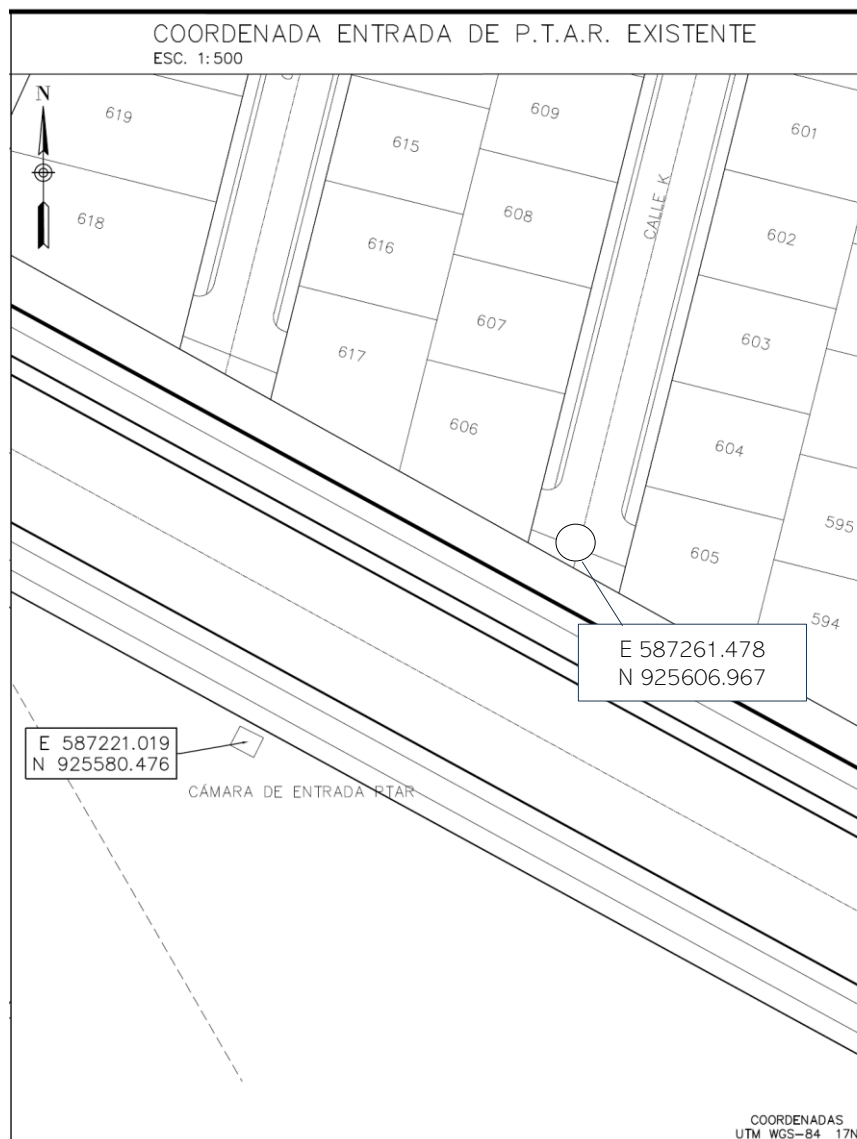 COORDENADA ENTRADA DE P.T.A.R. EXISTENTE
ESC. 1:500
N
619
618
615
616
617
609
608
607
606
CALLE K
601
602
603
604
605
595
594
E 587261.478
N 925606.967
E 587221.019
N 925580.476
CÁMARA DE ENTRADA PTAR
COORDENADAS
UTM WGS-84 17N